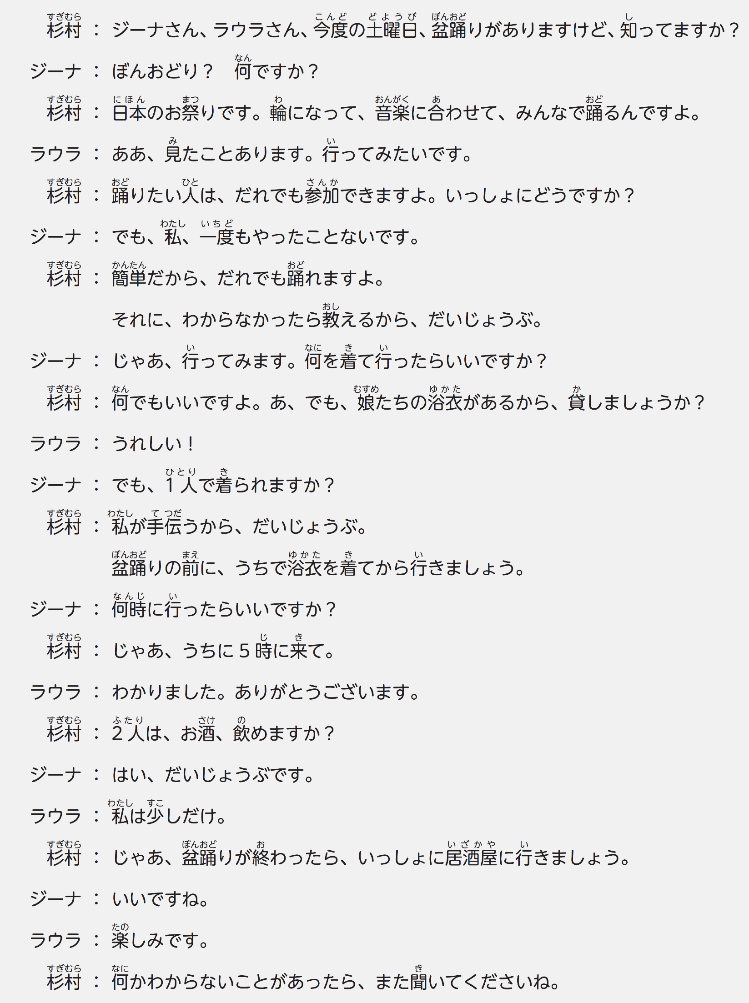 杉村：ジーナさん、ラウラさん、今度の土曜日、盆踊りがありますけど、知ってますか？
ジーナ：ぼんおどり？　何ですか？
杉村：日本のお祭りです。輪になって、音楽に合わせて、みんなで踊るんですよ。
ラウラ：ああ、見たことあります。行ってみたいです。
杉村：踊りたい人は、だれでも参加できますよ。いっしょにどうですか？
ジーナ：でも、私、一度もやったことないです。
杉村：簡単だから、だれでも踊れますよ。
それに、わからなかったら教えるから、だいじょうぶ。
ジーナ：じゃあ、行ってみます。何を着て行ったらいいですか？
杉村：何でもいいですよ。あ、でも、娘たちの浴衣があるから、貸しましょうか？
ラウラ：うれしい！
ジーナ：でも、1人で着られますか？
杉村：私が手伝うから、だいじょうぶ。
盆踊りの前に、うちで浴衣を着てから行きましょう。
ジーナ：何時に行ったらいいですか？
杉村：じゃあ、うちに5時に来て。
ラウラ：わかりました。ありがとうございます。
杉村：2人は、お酒、飲めますか？
ジーナ：はい、だいじょうぶです。
ラウラ：私は少しだけ。
杉村：じゃあ、盆踊りが終わったら、いっしょに居酒屋に行きましょう。
ジーナ：いいですね。
ラウラ：楽しみです。
杉村：何かわからないことがあったら、また聞いてくださいね。